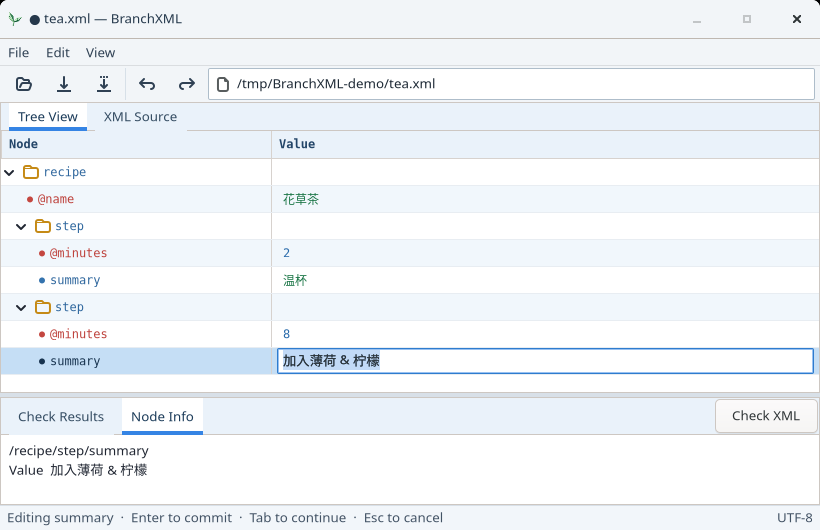 ● tea.xml — BranchXML
File Edit View
/tmp/BranchXML-demo/tea.xml
Tree View XML Source
Node Value
recipe
@name 花草茶
step
@minutes 2
summary 温杯
step
@minutes 8
summary 加入薄荷 & 柠檬
Check Results Node Info Check XML
/recipe/step/summary
Value 加入薄荷 & 柠檬
Editing summary · Enter to commit · Tab to continue · Esc to cancel UTF-8